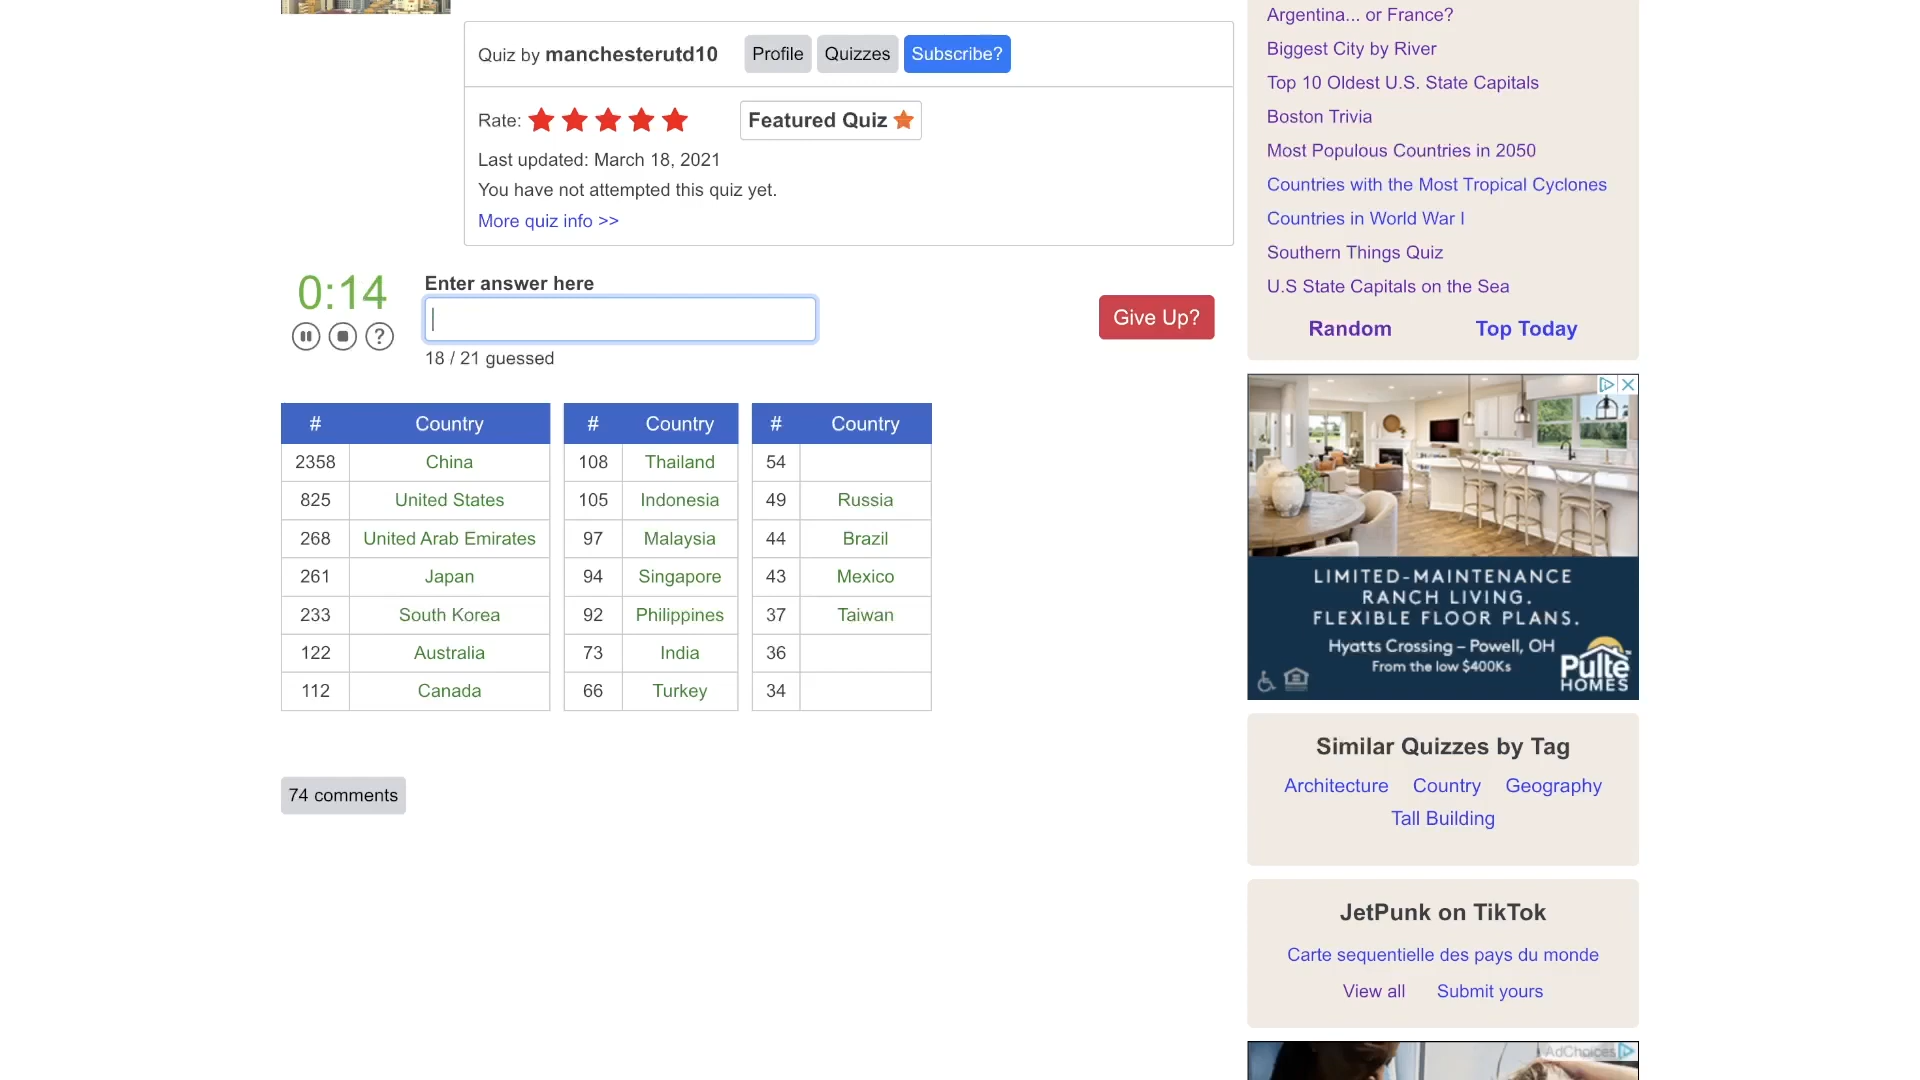 Quiz by manchesterutd10
Profile
Quizzes
Subscribe?
Rate:
Featured Quiz
Last updated: March 18, 2021
You have not attempted this quiz yet.
More quiz info >>
0:14
?
Enter answer here
18 / 21 guessed
Give Up?
# Country
2358 China
825 United States
268 United Arab Emirates
261 Japan
233 South Korea
122 Australia
112 Canada
# Country
108 Thailand
105 Indonesia
97 Malaysia
94 Singapore
92 Philippines
73 India
66 Turkey
# Country
54
49 Russia
44 Brazil
43 Mexico
37 Taiwan
36
34
74 comments
Argentina... or France?
Biggest City by River
Top 10 Oldest U.S. State Capitals
Boston Trivia
Most Populous Countries in 2050
Countries with the Most Tropical Cyclones
Countries in World War I
Southern Things Quiz
U.S State Capitals on the Sea
Random
Top Today
LIMITED-MAINTENANCE
RANCH LIVING.
FLEXIBLE FLOOR PLANS.
Hyatts Crossing – Powell, OH
From the low $400Ks
Pulte
HOMES
Similar Quizzes by Tag
Architecture Country Geography
Tall Building
JetPunk on TikTok
Carte sequentielle des pays du monde
View all Submit yours
AdChoices